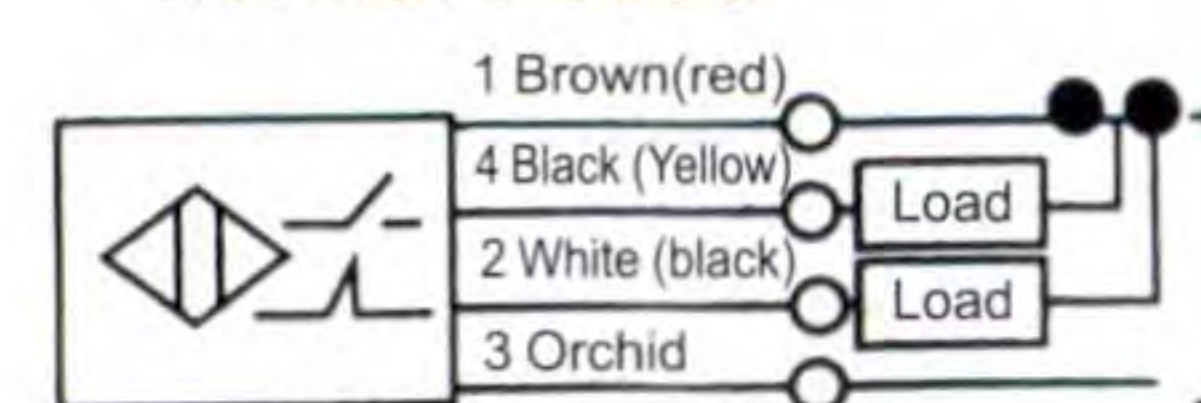 1 Brown(red)
4 Black (Yellow)
Load
2 White (black)
Load
3 Orchid